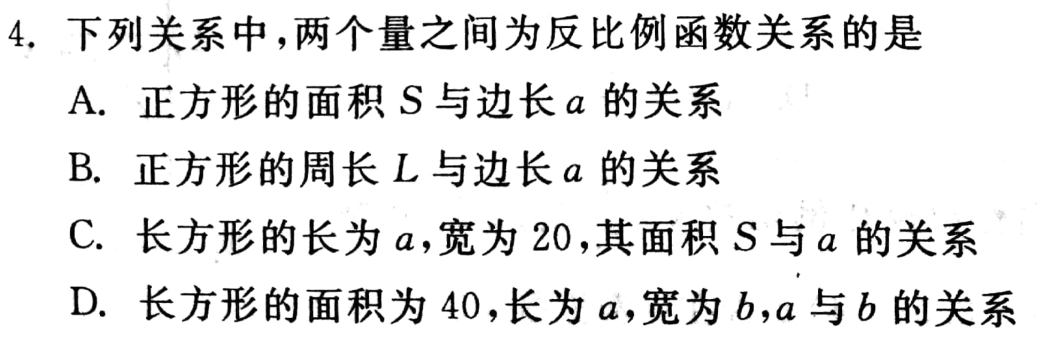 4. 下列关系中,两个量之间为反比例函数关系的是
A. 正方形的面积 S 与边长 a 的关系
B. 正方形的周长 L 与边长 a 的关系
C. 长方形的长为 a,宽为 20,其面积 S 与 a 的关系
D. 长方形的面积为 40,长为 a,宽为 b,a 与 b 的关系